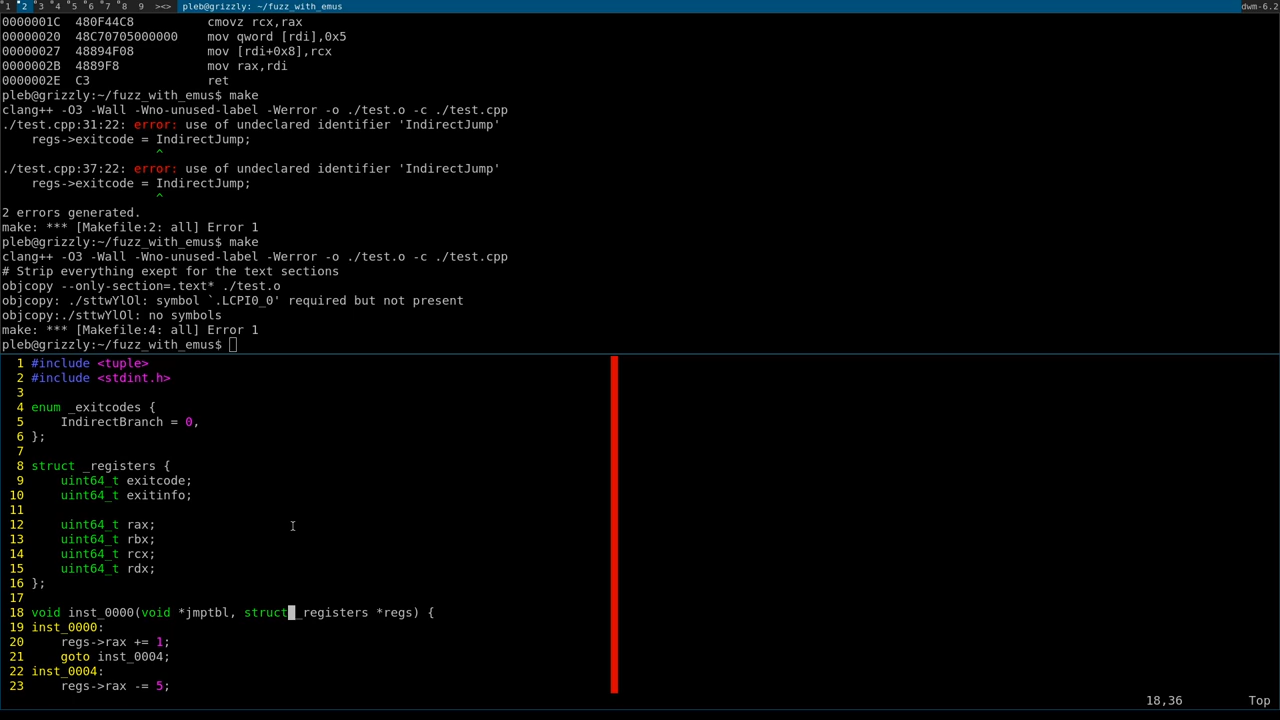 1 2 3 4 5 6 7 8 9 ><> pleb@grizzly: ~/fuzz_with_emus dwm-6.2
0000001C  480F44C8          cmovz rcx,rax
00000020  48C70705000000    mov qword [rdi],0x5
00000027  48894F08          mov [rdi+0x8],rcx
0000002B  4889F8            mov rax,rdi
0000002E  C3                ret
pleb@grizzly:~/fuzz_with_emus$ make
clang++ -O3 -Wall -Wno-unused-label -Werror -o ./test.o -c ./test.cpp
./test.cpp:31:22: error: use of undeclared identifier 'IndirectJump'
    regs->exitcode = IndirectJump;
                     ^
./test.cpp:37:22: error: use of undeclared identifier 'IndirectJump'
    regs->exitcode = IndirectJump;
                     ^
2 errors generated.
make: *** [Makefile:2: all] Error 1
pleb@grizzly:~/fuzz_with_emus$ make
clang++ -O3 -Wall -Wno-unused-label -Werror -o ./test.o -c ./test.cpp
# Strip everything exept for the text sections
objcopy --only-section=.text* ./test.o
objcopy: ./sttwYlOl: symbol `.LCPI0_0' required but not present
objcopy:./sttwYlOl: no symbols
make: *** [Makefile:4: all] Error 1
pleb@grizzly:~/fuzz_with_emus$
1 #include <tuple>
2 #include <stdint.h>
3
4 enum _exitcodes {
5     IndirectBranch = 0,
6 };
7
8 struct _registers {
9     uint64_t exitcode;
10     uint64_t exitinfo;
11
12     uint64_t rax;
13     uint64_t rbx;
14     uint64_t rcx;
15     uint64_t rdx;
16 };
17
18 void inst_0000(void *jmptbl, struct _registers *regs) {
19 inst_0000:
20     regs->rax += 1;
21     goto inst_0004;
22 inst_0004:
23     regs->rax -= 5;
18,36 Top